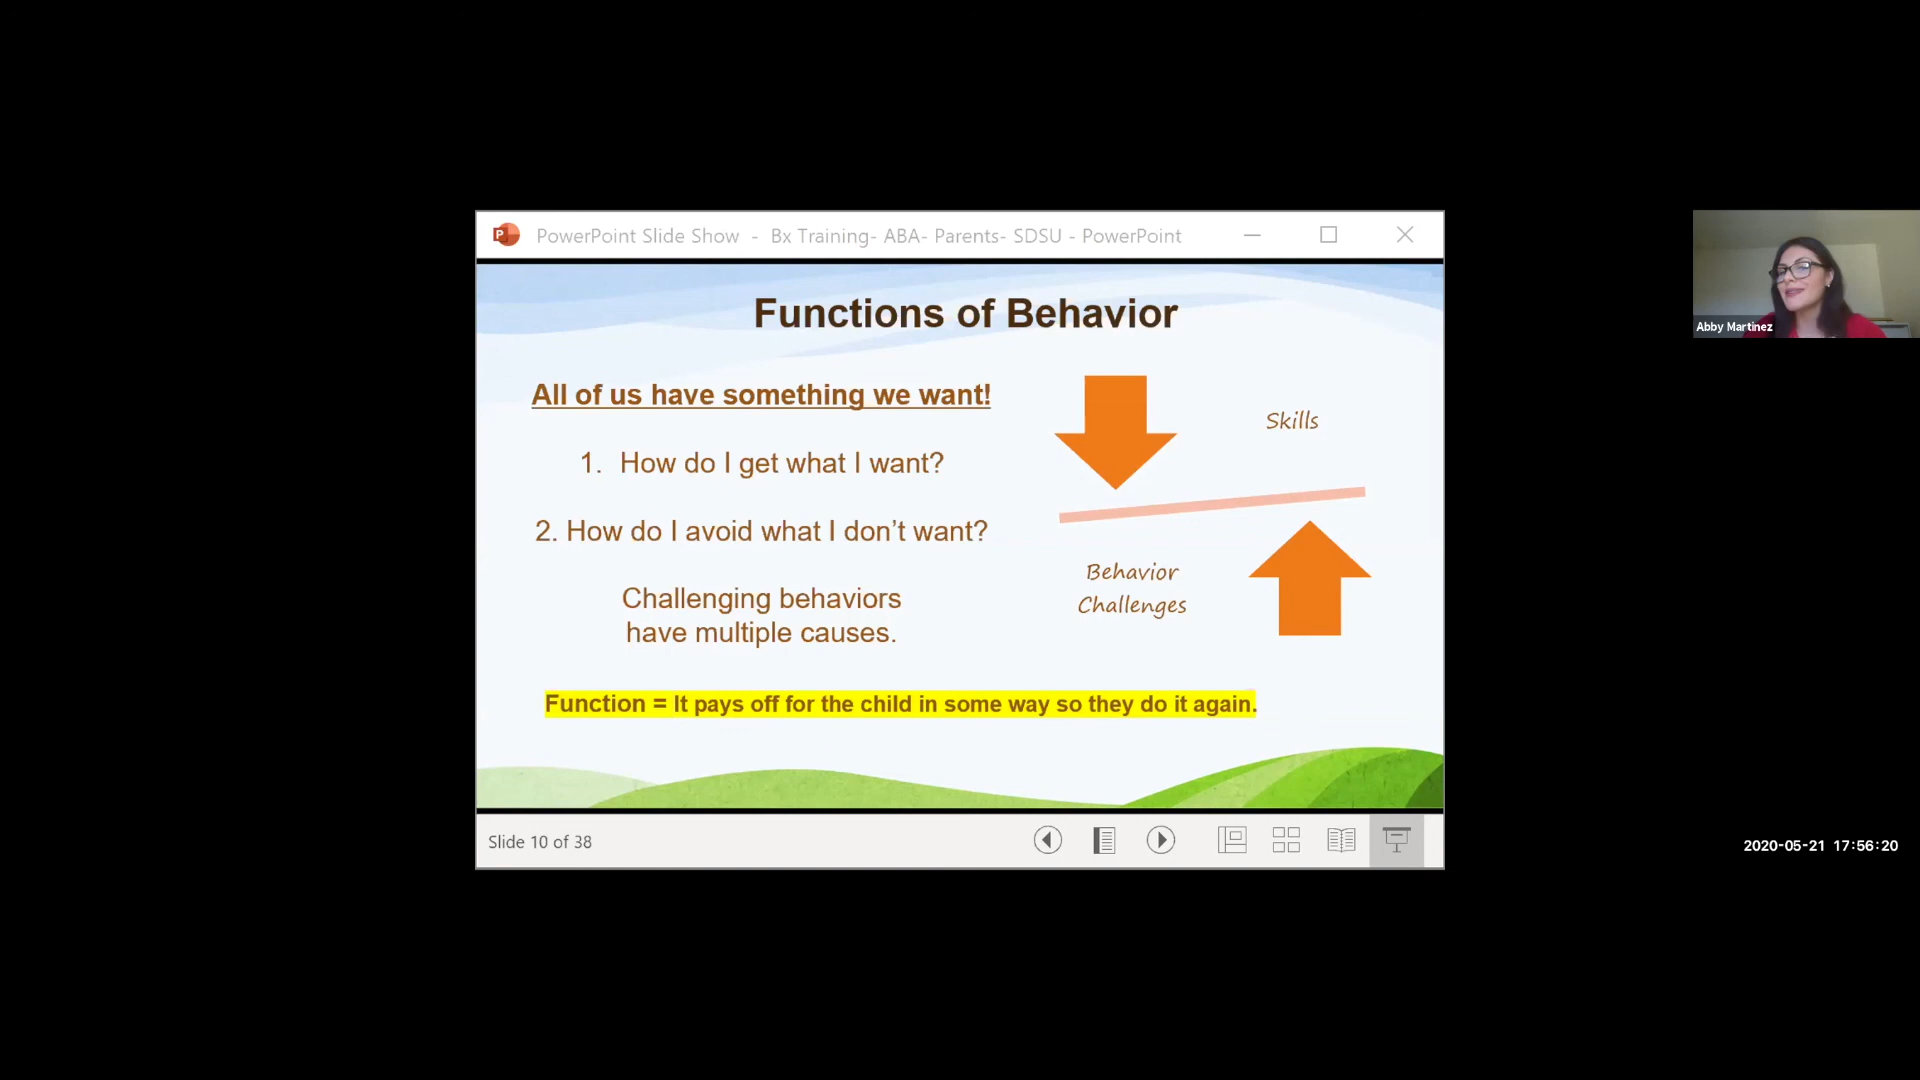 PowerPoint Slide Show - Bx Training- ABA- Parents- SDSU - PowerPoint
Functions of Behavior
All of us have something we want!
1. How do I get what I want?
2. How do I avoid what I don’t want?
Challenging behaviors
have multiple causes.
Skills
Behavior
Challenges
Function = It pays off for the child in some way so they do it again.
Slide 10 of 38
Abby Martinez
2020-05-21 17:56:20